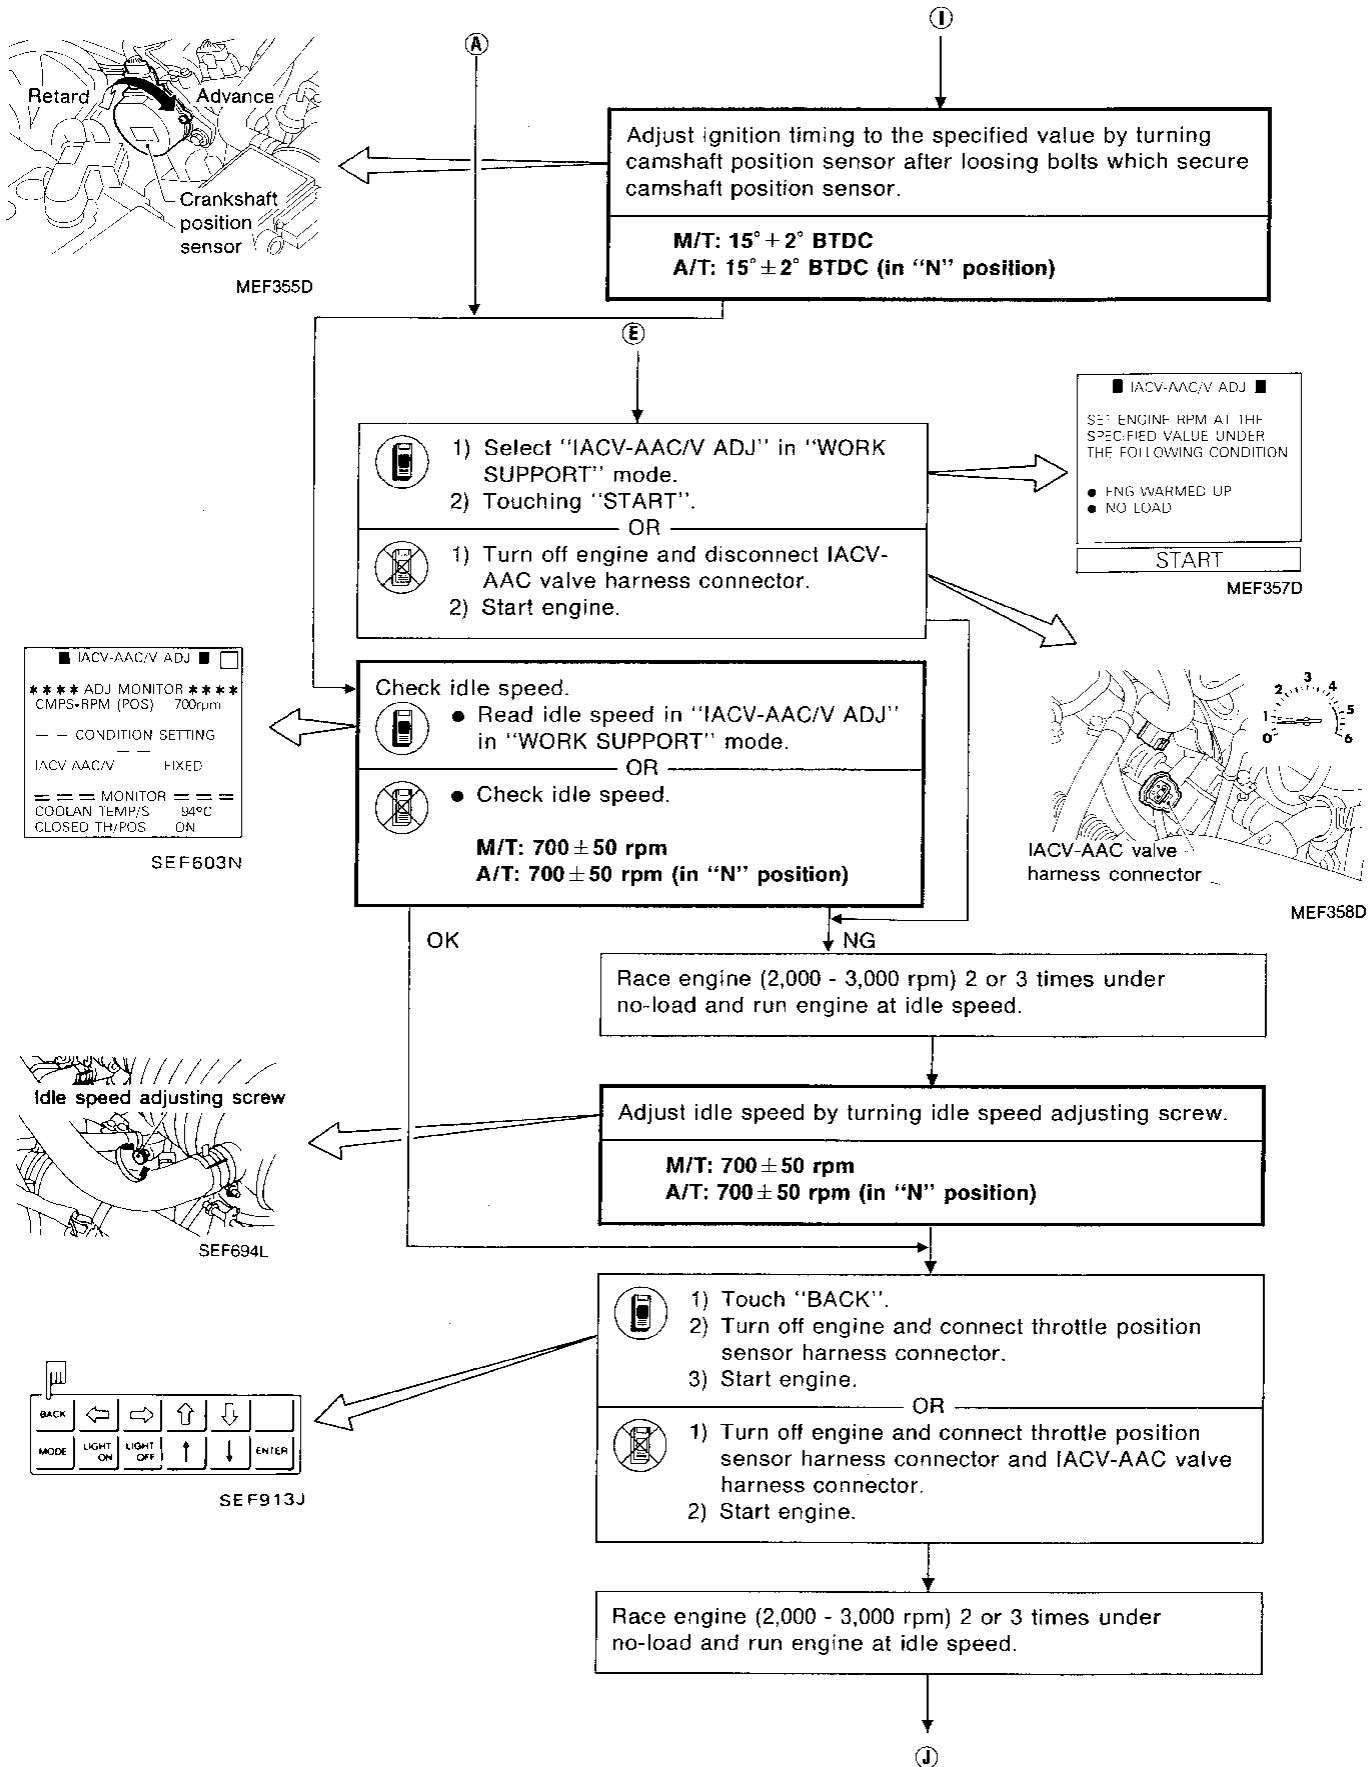 Ⓘ
Ⓐ
Retard
Advance
Crankshaft
position
sensor
MEF355D
Adjust ignition timing to the specified value by turning
camshaft position sensor after loosing bolts which secure
camshaft position sensor.
M/T: 15°+2° BTDC
A/T: 15°±2° BTDC (in “N” position)
Ⓔ
1) Select “IACV-AAC/V ADJ” in “WORK
SUPPORT” mode.
2) Touching “START”.
OR
1) Turn off engine and disconnect IACV-
AAC valve harness connector.
2) Start engine.
■ IACV-AAC/V ADJ ■
SET ENGINE RPM AT THE
SPECIFIED VALUE UNDER
THE FOLLOWING CONDITION
● ENG WARMED UP
● NO LOAD
START
MEF357D
■ IACV-AAC/V ADJ ■
✱✱✱✱ ADJ MONITOR ✱✱✱✱
CMPS•RPM (POS) 700rpm
— — CONDITION SETTING
— —
IACV AAC/V FIXED
=== MONITOR ===
COOLAN TEMP/S 94°C
CLOSED TH/POS ON
SEF603N
Check idle speed.
● Read idle speed in “IACV-AAC/V ADJ”
in “WORK SUPPORT” mode.
OR
● Check idle speed.
M/T: 700±50 rpm
A/T: 700±50 rpm (in “N” position)
0 1 2 3 4 5 6
IACV-AAC valve
harness connector
MEF358D
OK
NG
Race engine (2,000 - 3,000 rpm) 2 or 3 times under
no-load and run engine at idle speed.
Idle speed adjusting screw
SEF694L
Adjust idle speed by turning idle speed adjusting screw.
M/T: 700±50 rpm
A/T: 700±50 rpm (in “N” position)
1) Touch “BACK”.
2) Turn off engine and connect throttle position
sensor harness connector.
3) Start engine.
OR
1) Turn off engine and connect throttle position
sensor harness connector and IACV-AAC valve
harness connector.
2) Start engine.
BACK
MODE LIGHT ON LIGHT OFF ENTER
SEF913J
Race engine (2,000 - 3,000 rpm) 2 or 3 times under
no-load and run engine at idle speed.
Ⓙ